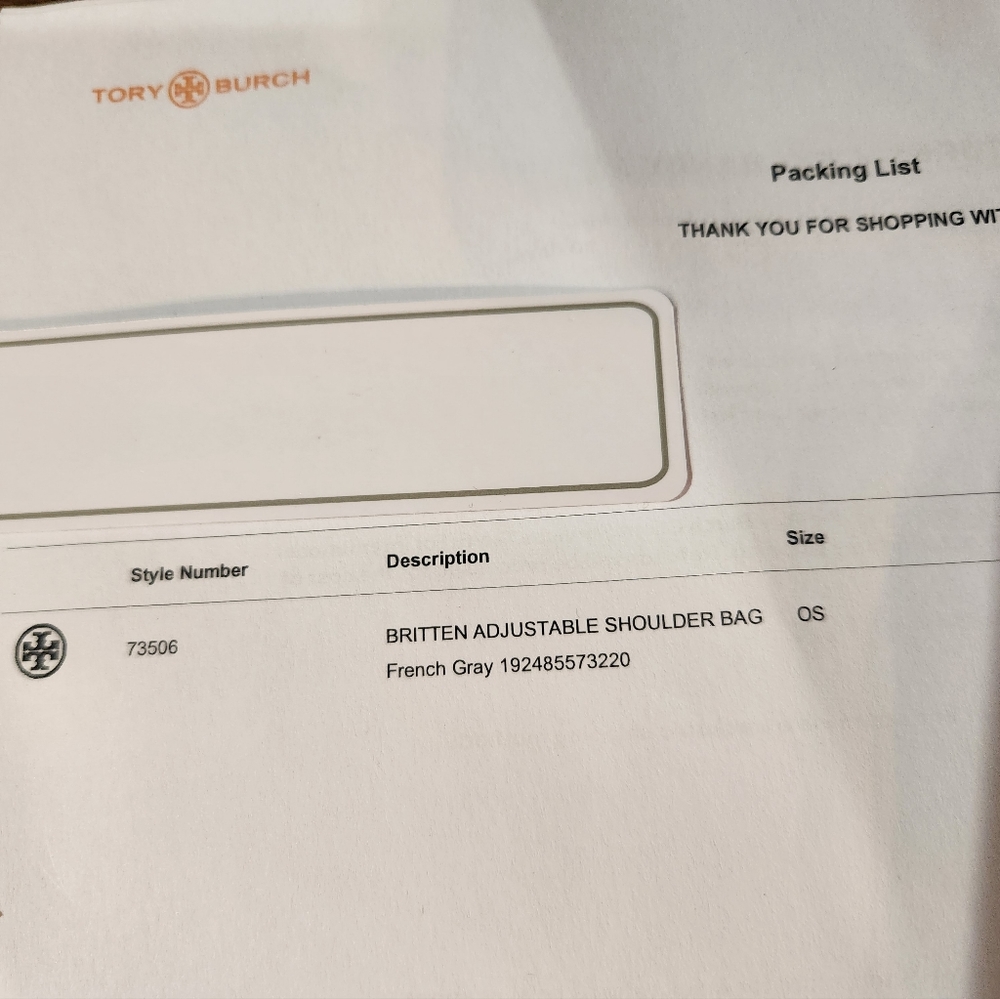 TORY BURCH
Packing List
THANK YOU FOR SHOPPING WIT
Style Number Description Size
73506 BRITTEN ADJUSTABLE SHOULDER BAG OS
French Gray 192485573220